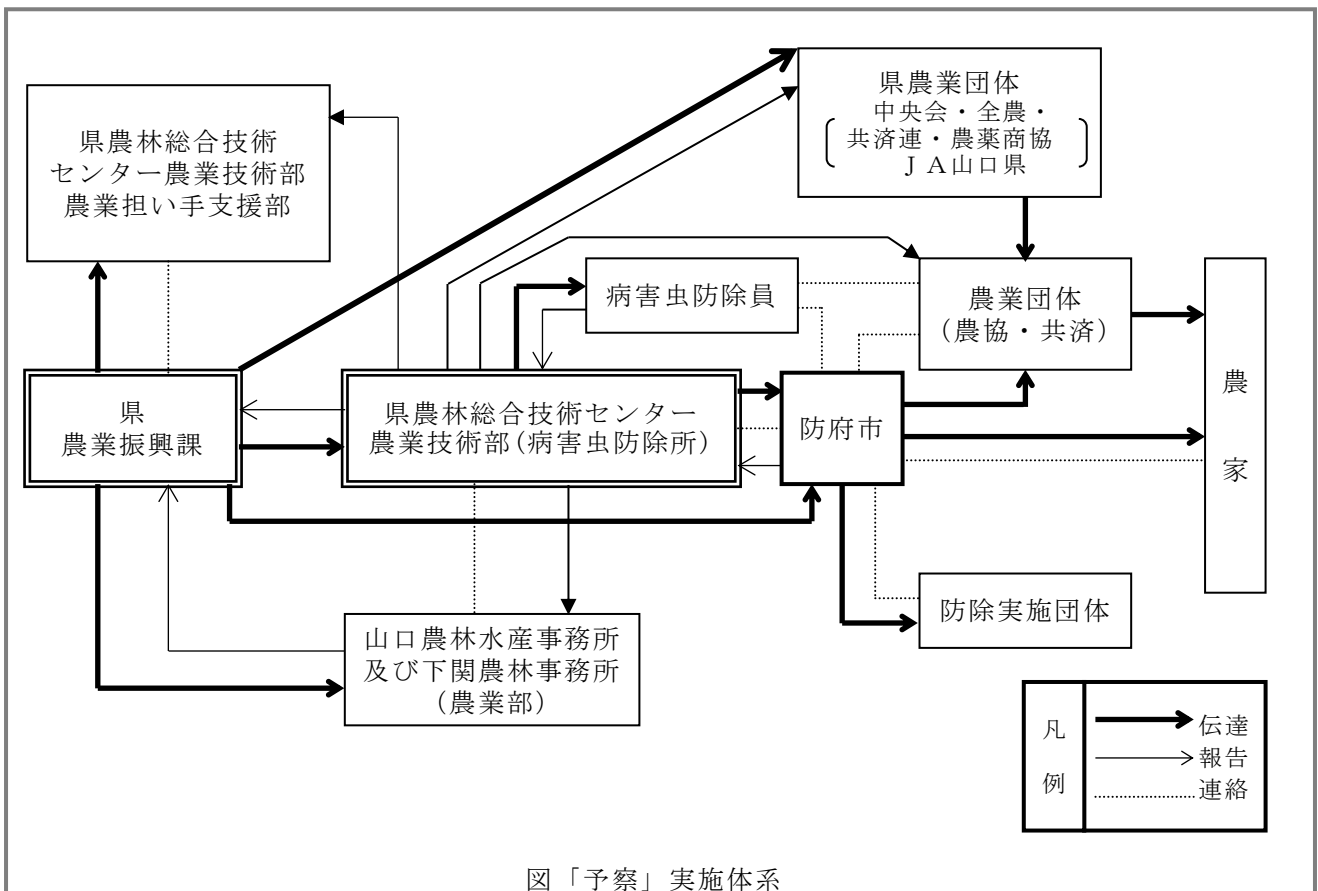 県農業団体
中央会・全農・
共済連・農薬商協
ＪＡ山口県
県農林総合技術
センター農業技術部
農業担い手支援部
病害虫防除員
農業団体
(農協・共済)
農
家
県
農業振興課
県農林総合技術センター
農業技術部(病害虫防除所)
防府市
防除実施団体
山口農林水産事務所
及び下関農林事務所
(農業部)
凡
例
伝達
報告
連絡
図「予察」実施体系